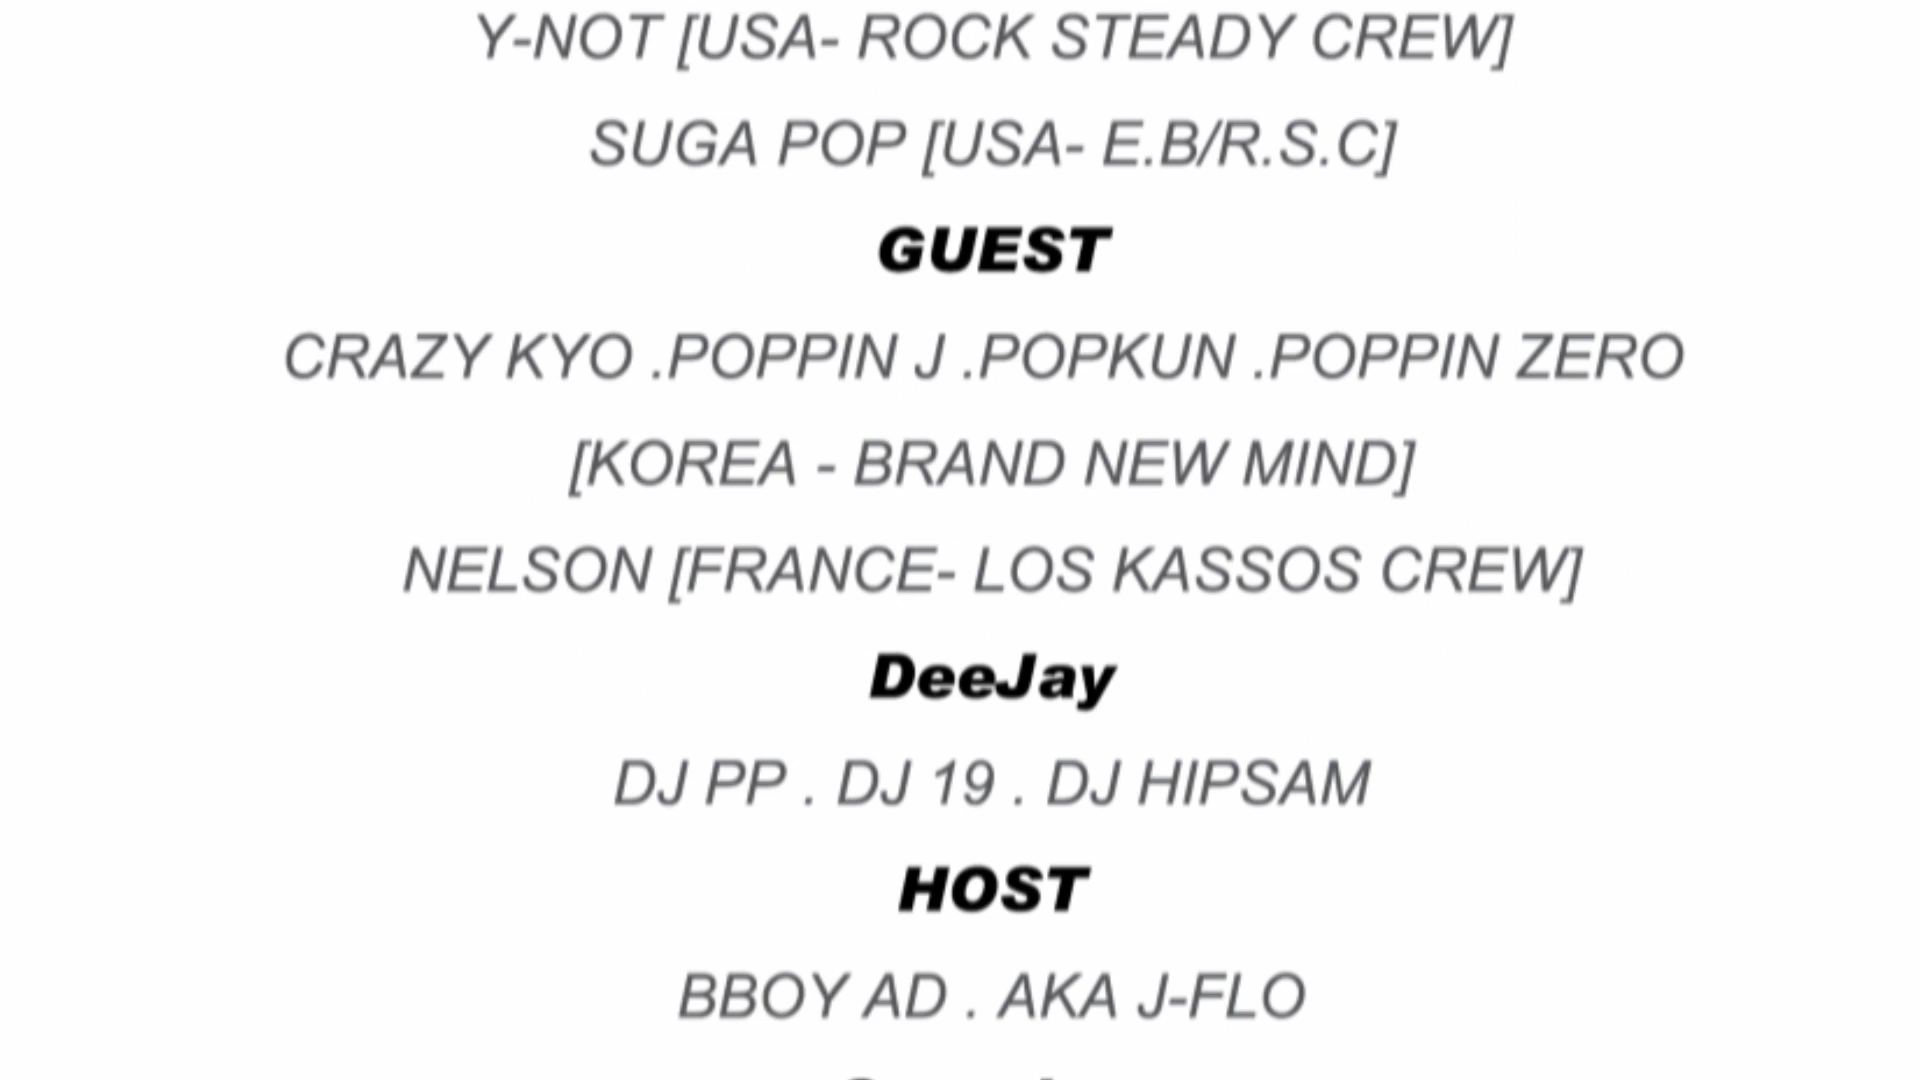 Y-NOT [USA- ROCK STEADY CREW]
SUGA POP [USA- E.B/R.S.C]
GUEST
CRAZY KYO .POPPIN J .POPKUN .POPPIN ZERO
[KOREA - BRAND NEW MIND]
NELSON [FRANCE- LOS KASSOS CREW]
DeeJay
DJ PP . DJ 19 . DJ HIPSAM
HOST
BBOY AD . AKA J-FLO